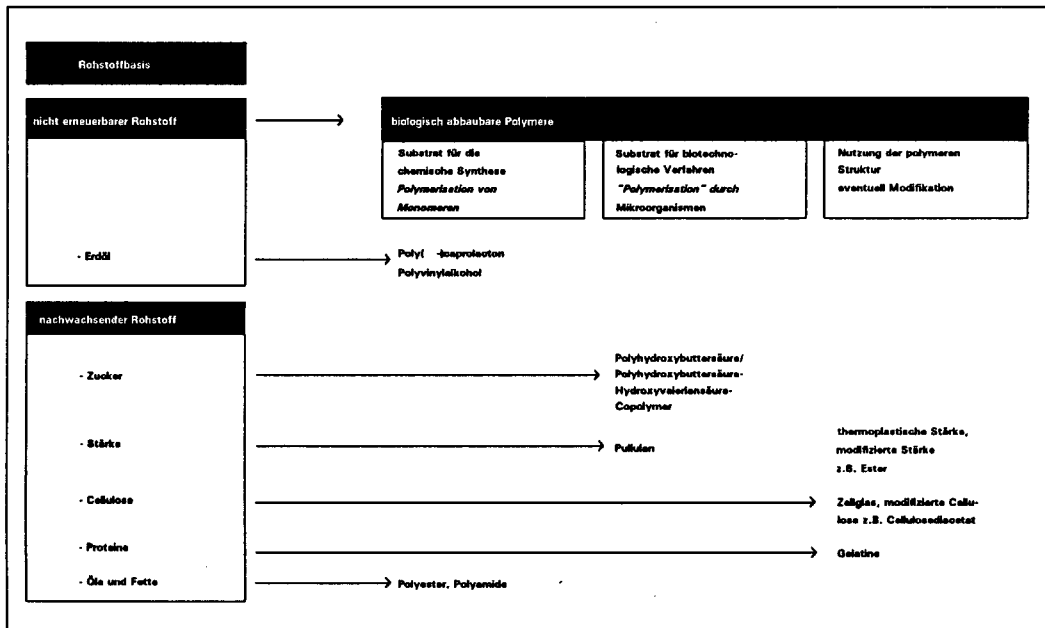 Rohstoffbasis
nicht erneuerbarer Rohstoff
biologisch abbaubare Polymere
Substrat für die
chemische Synthese
Polymerisation von
Monomeren
Substrat für biotechno-
logische Verfahren
"Polymerisation" durch
Mikroorganismen
Nutzung der polymeren
Struktur
eventuell Modifikation
- Erdöl
Poly( -)caprolacton
Polyvinylalkohol
nachwachsender Rohstoff
- Zucker
Polyhydroxybuttersäure/
Polyhydroxybuttersäure-
Hydroxyvaleriansäure-
Copolymer
- Stärke
Pullulan
thermoplastische Stärke,
modifizierte Stärke
z.B. Ester
- Cellulose
Zellglas, modifizierte Cellu-
lose z.B. Cellulosediacetat
- Proteine
Gelatine
- Öle und Fette
Polyester, Polyamide